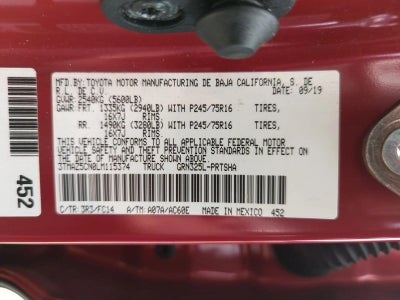 MFD.BY:TOYOTA MOTOR MANUFACTURING DE BAJA CALIFORNIA, S. DE
R.L. DE C.V. DATE: 09/19
GVWR:2540KG (5600LB)
GAWR FRT. 1335KG (2940LB) WITH P245/75R16 TIRES,
16X7J RIMS,
RR. 1490KG (3280LB) WITH P245/75R16 TIRES,
16X7J RIMS.
THIS VEHICLE CONFORMS TO ALL APPLICABLE FEDERAL MOTOR
VEHICLE SAFETY AND THEFT PREVENTION STANDARDS IN EFFECT ON
THE DATE OF MANUFACTURE SHOWN ABOVE.
3TMAZ5CN0LM115374 TRUCK GRN325L-PRTSHA
C/TR: 3R3/FC14 A/TM: A07A/AC60E MADE IN MEXICO 452
452